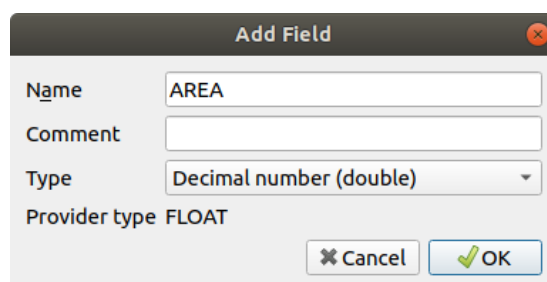 Add Field
Name AREA
Comment
Type Decimal number (double)
Provider type FLOAT
Cancel OK